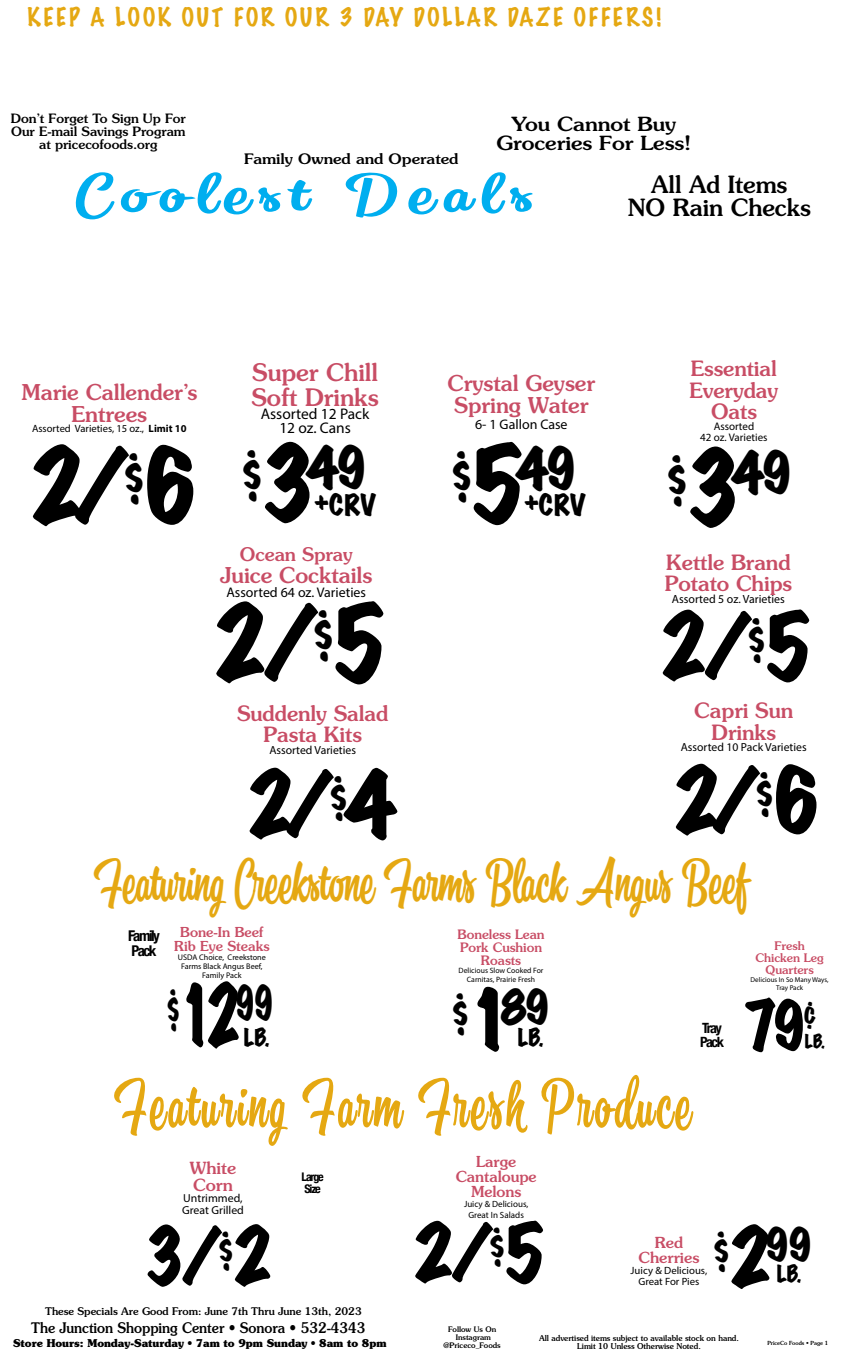 KEEP A LOOK OUT FOR OUR 3 DAY DOLLAR DAZE OFFERS!
Don't Forget To Sign Up For
Our E-mail Savings Program
at pricecofoods.org
You Cannot Buy
Groceries For Less!
Family Owned and Operated
Coolest Deals
All Ad Items
NO Rain Checks
Marie Callender's
Entrees
Assorted Varieties, 15 oz., Limit 10
2/$6
Super Chill
Soft Drinks
Assorted 12 Pack
12 oz. Cans
$3 49
+CRV
Crystal Geyser
Spring Water
6- 1 Gallon Case
$5 49
+CRV
Essential
Everyday
Oats
Assorted
42 oz. Varieties
$3 49
Ocean Spray
Juice Cocktails
Assorted 64 oz. Varieties
2/$5
Kettle Brand
Potato Chips
Assorted 5 oz. Varieties
2/$5
Suddenly Salad
Pasta Kits
Assorted Varieties
2/$4
Capri Sun
Drinks
Assorted 10 Pack Varieties
2/$6
Featuring Creekstone Farms Black Angus Beef
Family
Pack
Bone-In Beef
Rib Eye Steaks
USDA Choice, Creekstone
Farms Black Angus Beef,
Family Pack
$12 99
LB.
Boneless Lean
Pork Cushion
Roasts
Delicious Slow Cooked For
Carnitas, Prairie Fresh
$1 89
LB.
Fresh
Chicken Leg
Quarters
Delicious In So Many Ways,
Tray Pack
Tray
Pack
79¢
LB.
Featuring Farm Fresh Produce
White
Corn
Untrimmed,
Great Grilled
3/$2
Large
Size
Large
Cantaloupe
Melons
Juicy & Delicious,
Great In Salads
2/$5
Red
Cherries
Juicy & Delicious,
Great For Pies
$2 99
LB.
These Specials Are Good From: June 7th Thru June 13th, 2023
The Junction Shopping Center • Sonora • 532-4343
Store Hours: Monday-Saturday • 7am to 9pm Sunday • 8am to 8pm
Follow Us On
Instagram
@Priceco_Foods
All advertised items subject to available stock on hand.
Limit 10 Unless Otherwise Noted.
PriceCo Foods • Page 1